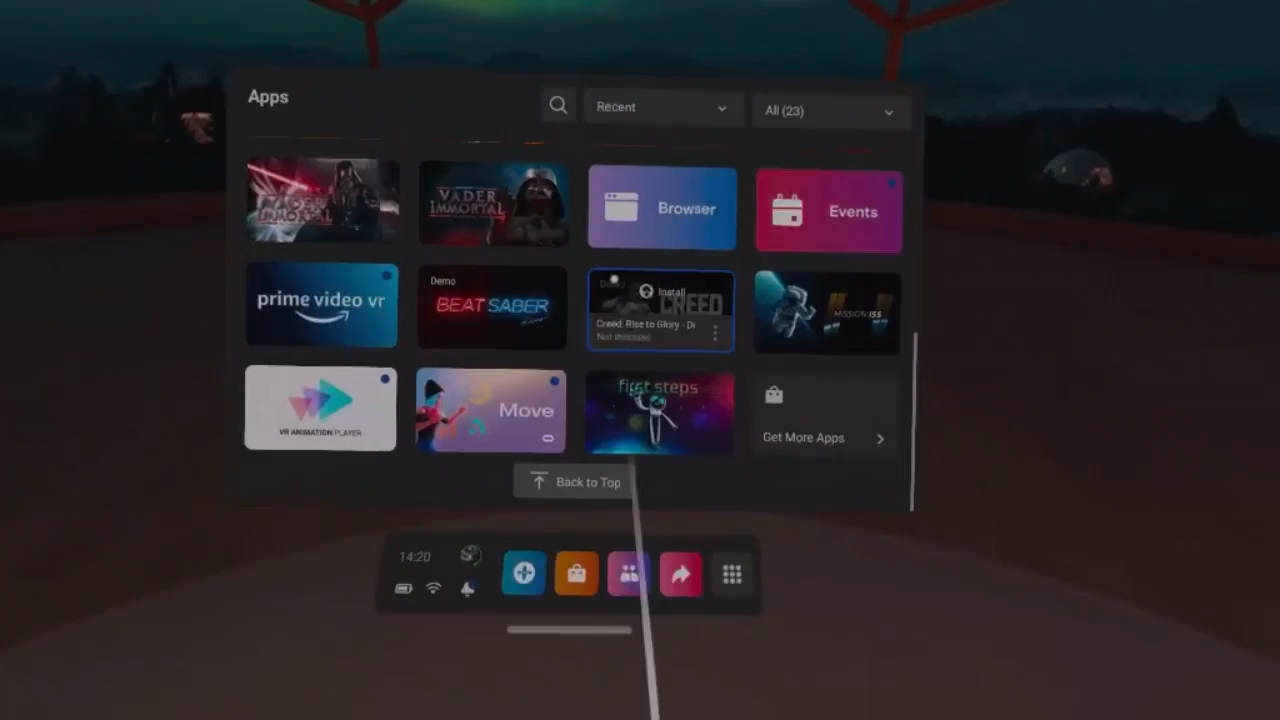 Apps
Recent
All (23)
VADER
IMMORTAL
VADER
IMMORTAL
Browser
Events
prime video vr
Demo
BEAT SABER
Demo
Install
CREED
Creed: Rise to Glory - De
Not Installed
MISSION:ISS
VR ANIMATION PLAYER
Move
first steps
Get More Apps
Back to Top
14:20